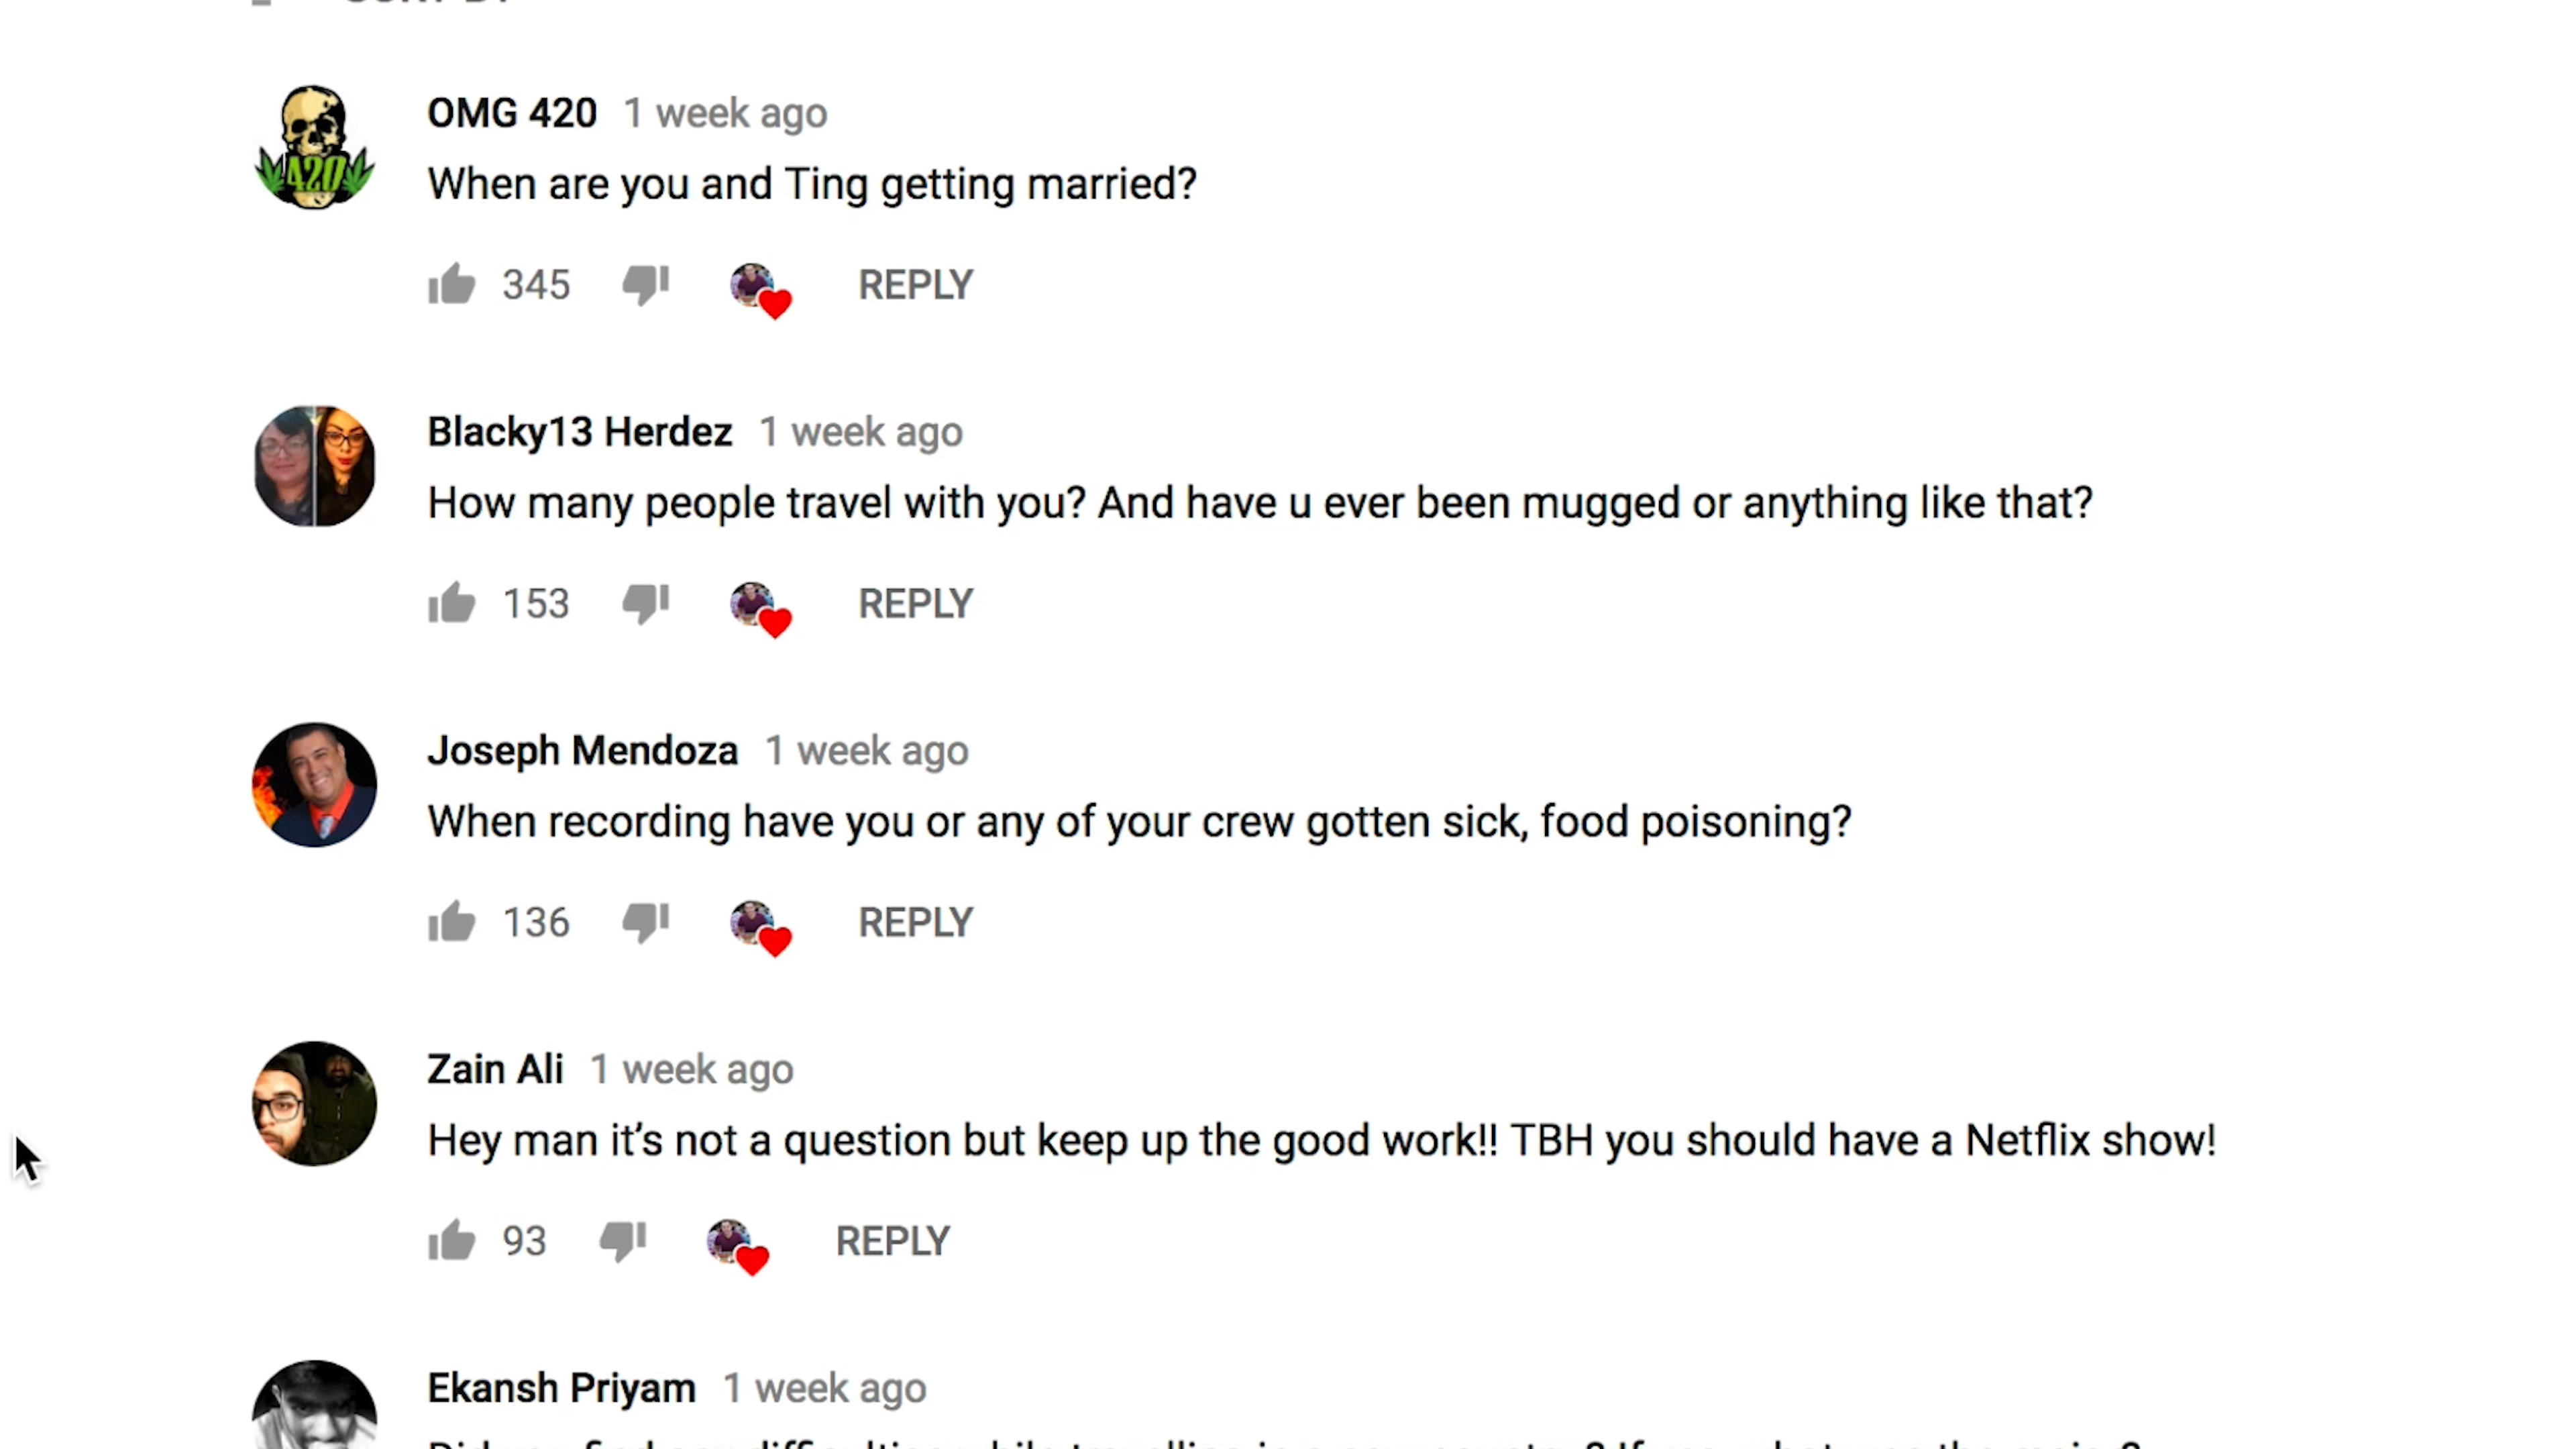 OMG 420 1 week ago
420
When are you and Ting getting married?
345 REPLY
Blacky13 Herdez 1 week ago
How many people travel with you? And have u ever been mugged or anything like that?
153 REPLY
Joseph Mendoza 1 week ago
When recording have you or any of your crew gotten sick, food poisoning?
136 REPLY
Zain Ali 1 week ago
Hey man it’s not a question but keep up the good work!! TBH you should have a Netflix show!
93 REPLY
Ekansh Priyam 1 week ago